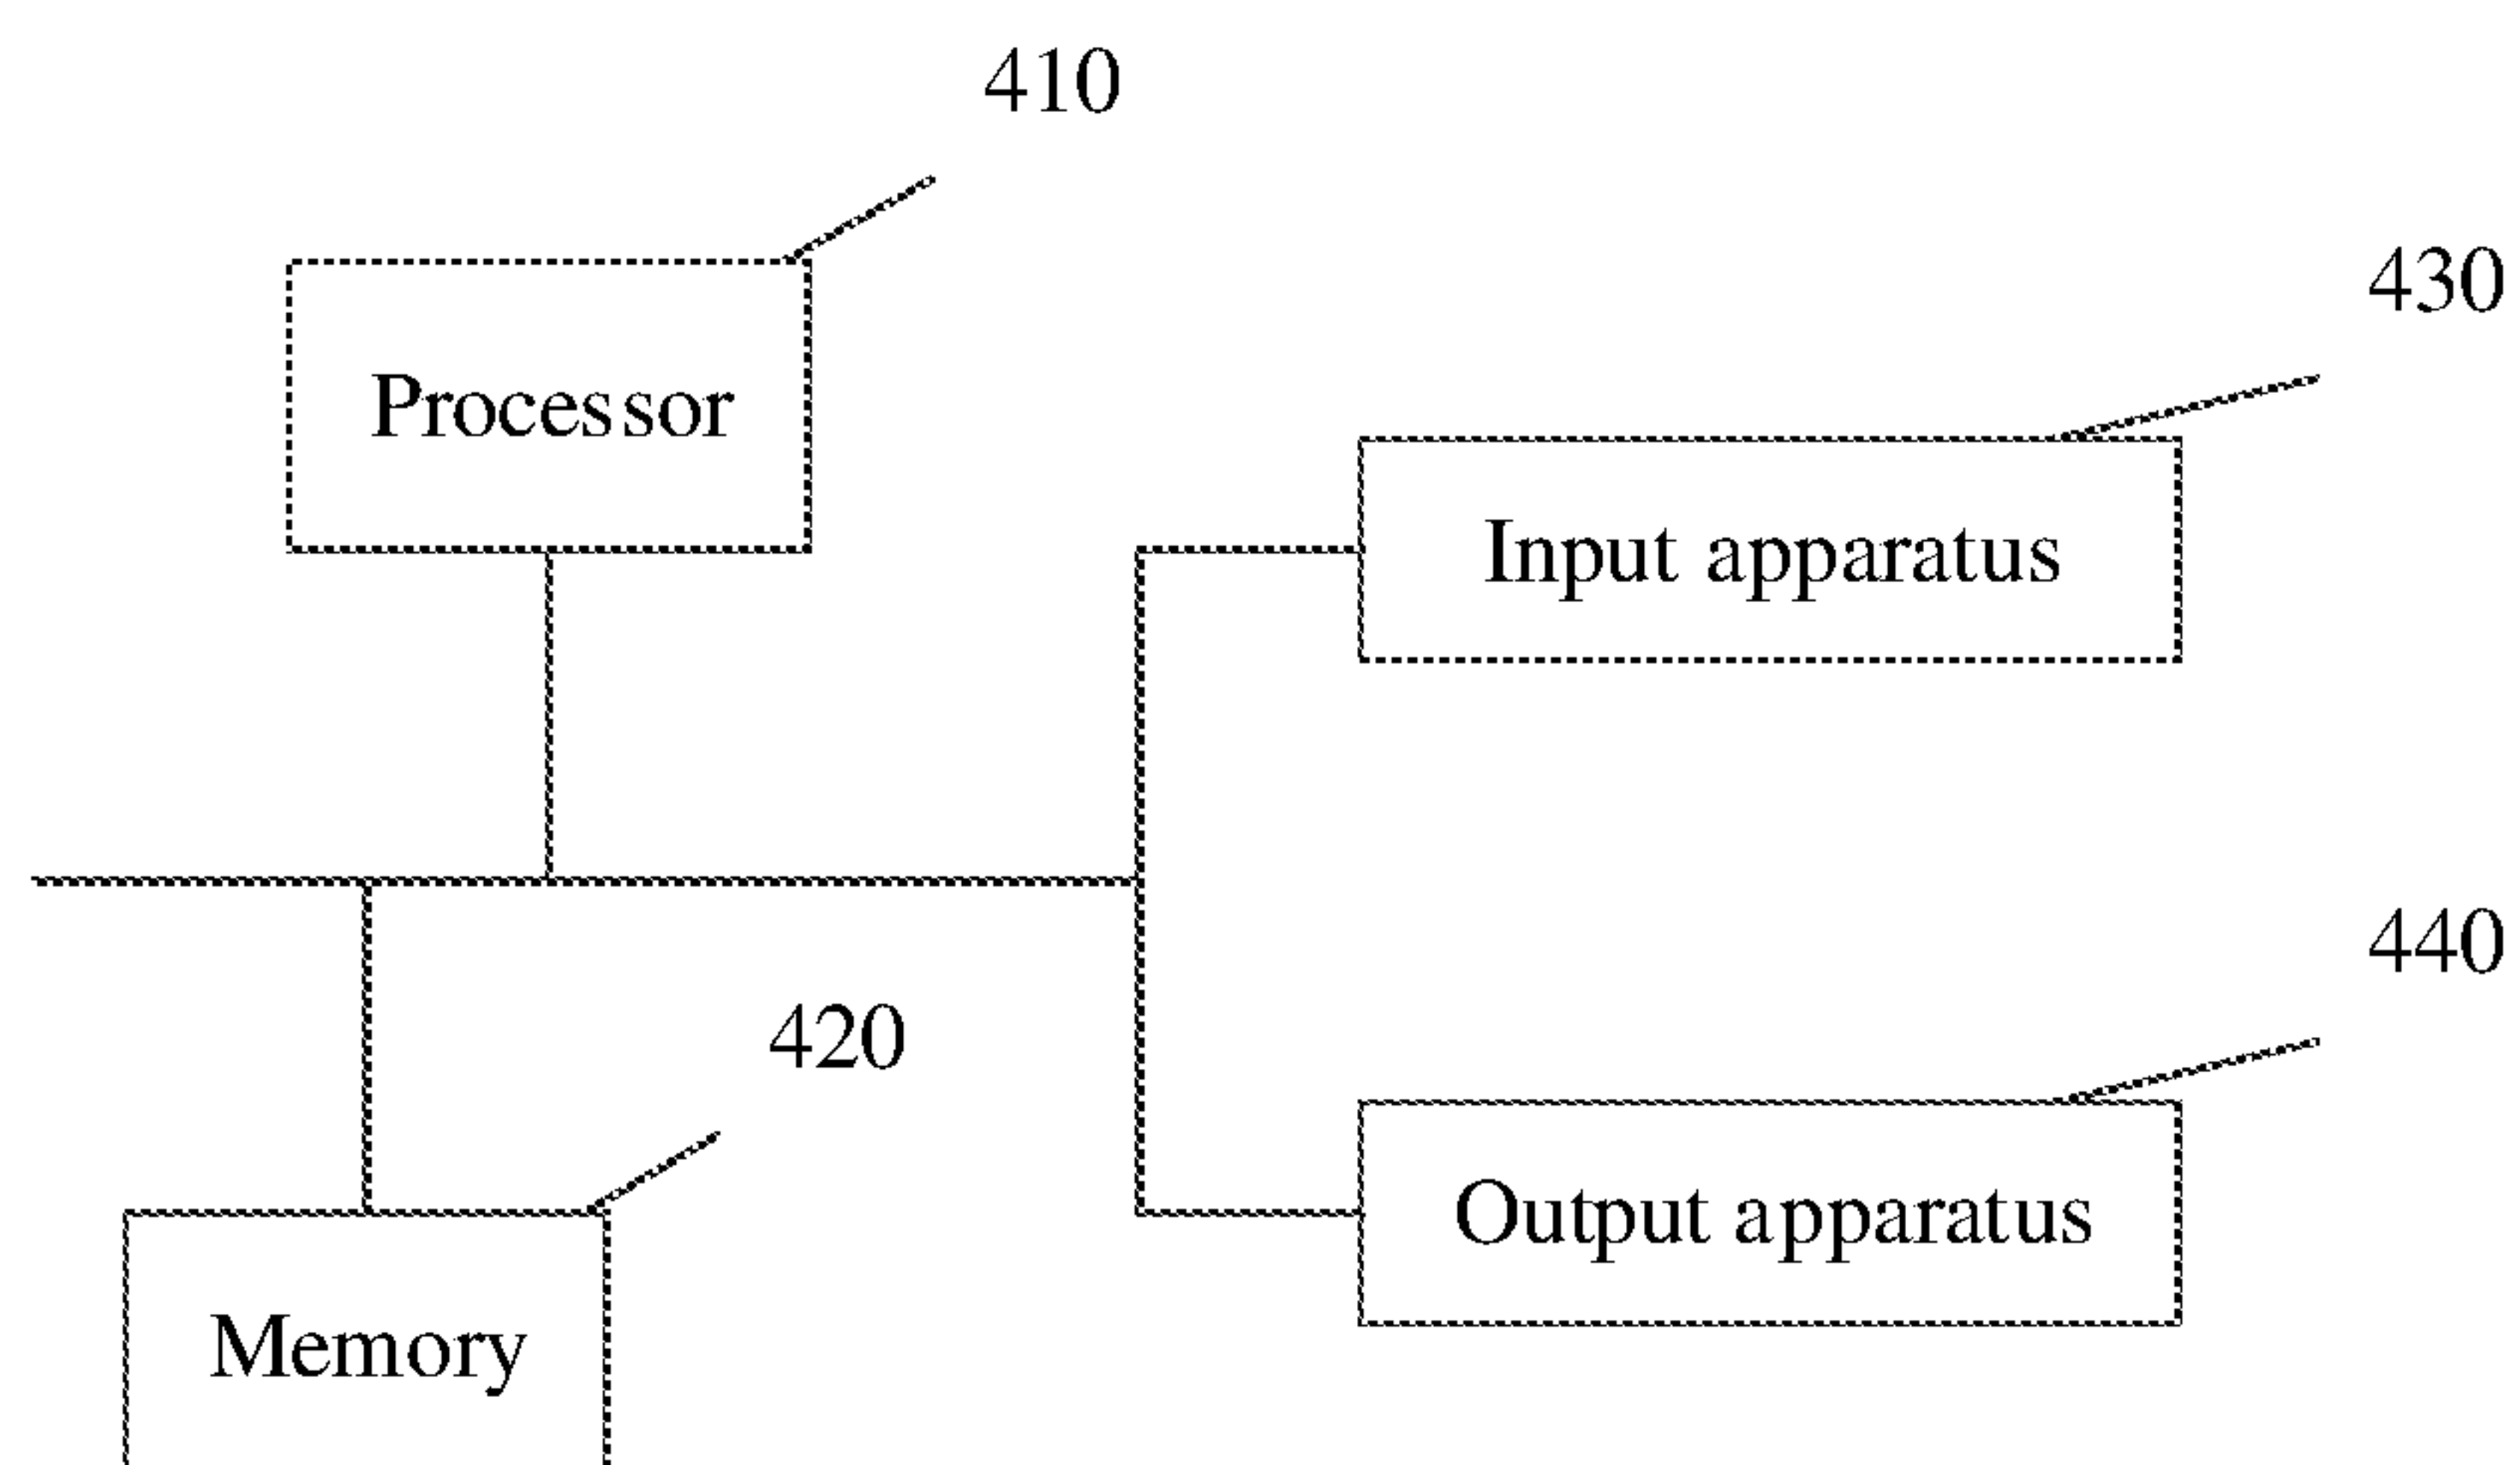 410
Processor
430
Input apparatus
420
Memory
440
Output apparatus